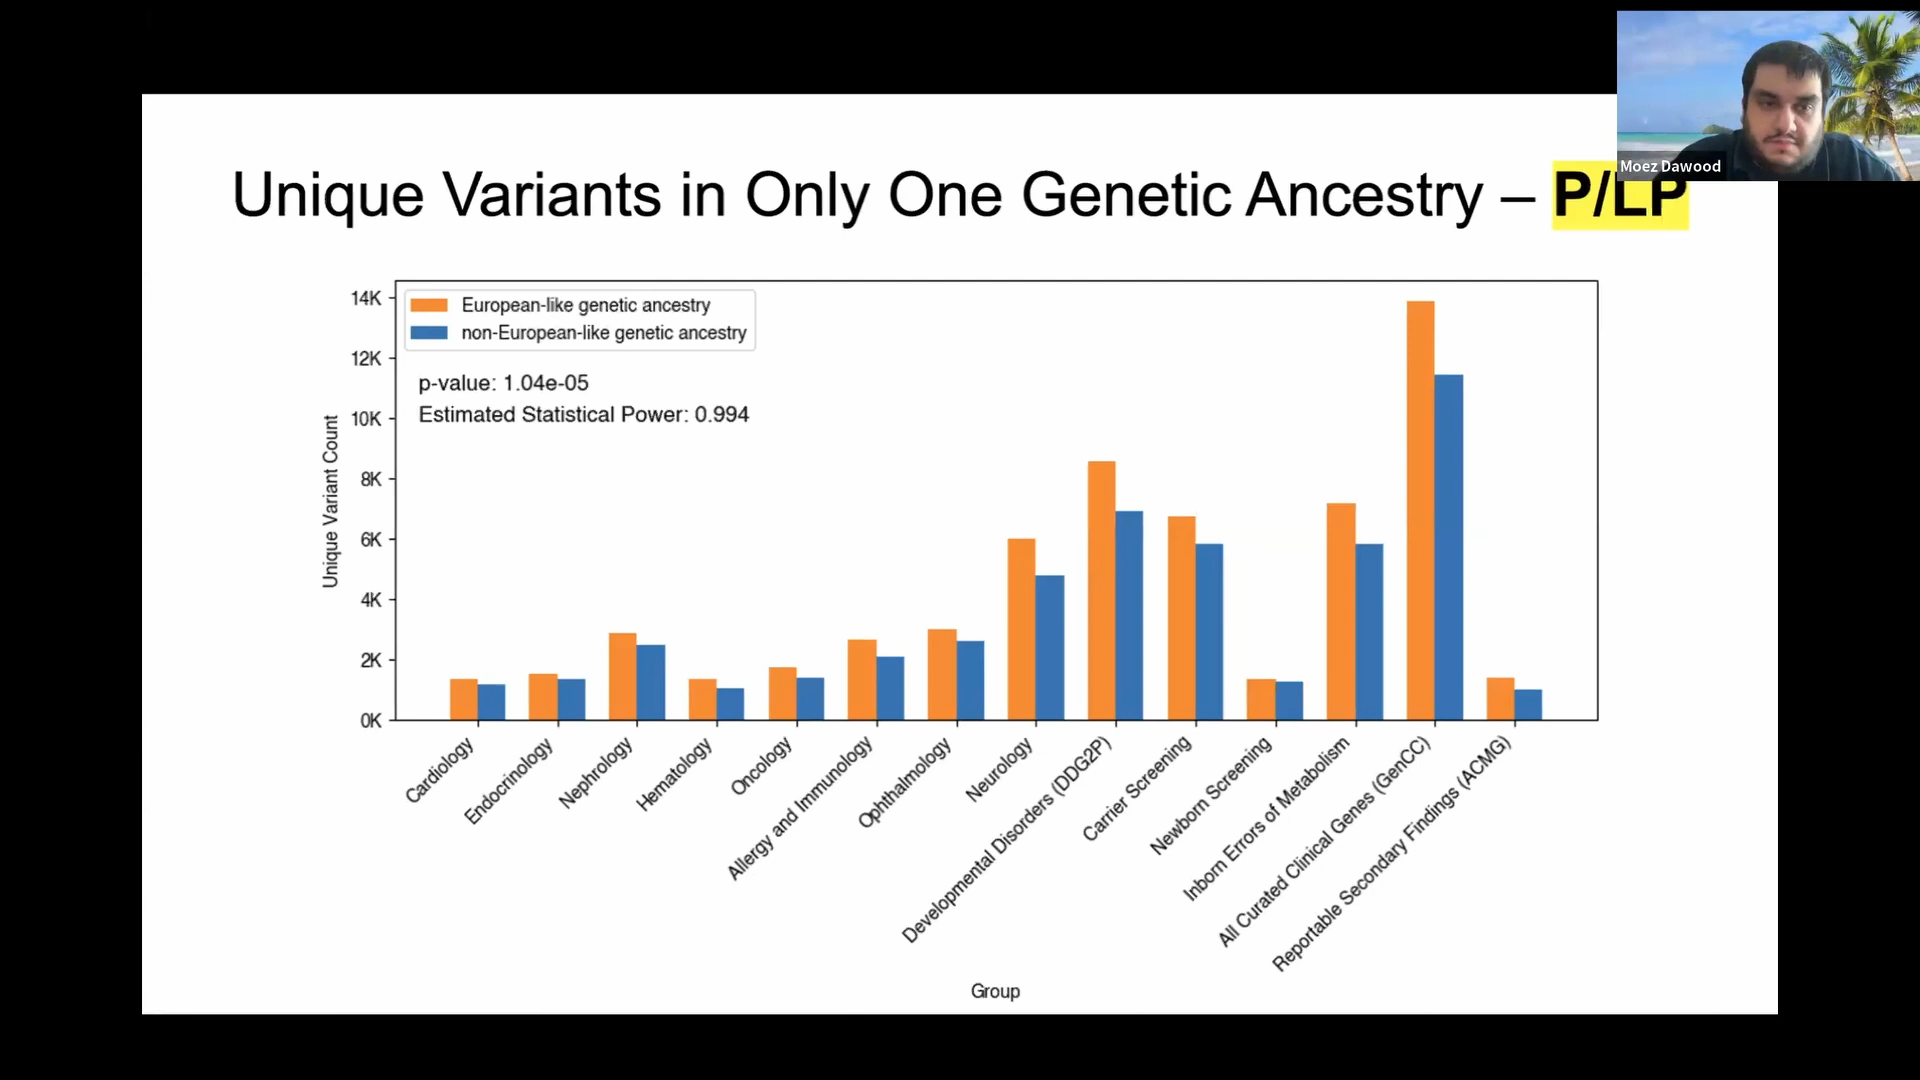 Moez Dawood
Unique Variants in Only One Genetic Ancestry – P/LP
European-like genetic ancestry
non-European-like genetic ancestry
p-value: 1.04e-05
Estimated Statistical Power: 0.994
Unique Variant Count
14K
12K
10K
8K
6K
4K
2K
0K
Cardiology
Endocrinology
Nephrology
Hematology
Oncology
Allergy and Immunology
Ophthalmology
Neurology
Developmental Disorders (DDG2P)
Carrier Screening
Newborn Screening
Inborn Errors of Metabolism
All Curated Clinical Genes (GenCC)
Reportable Secondary Findings (ACMG)
Group